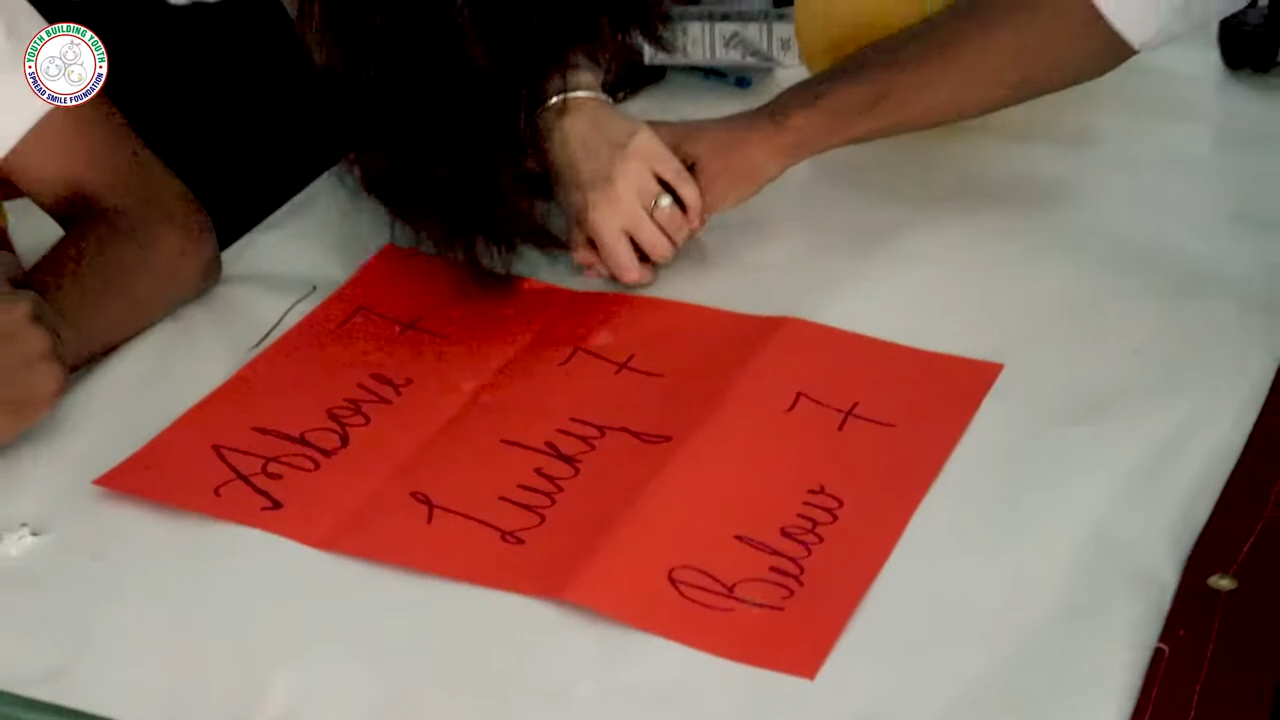 YOUTH BUILDING YOUTH
SPREAD SMILE FOUNDATION
Above 7
Lucky 7
Below 7